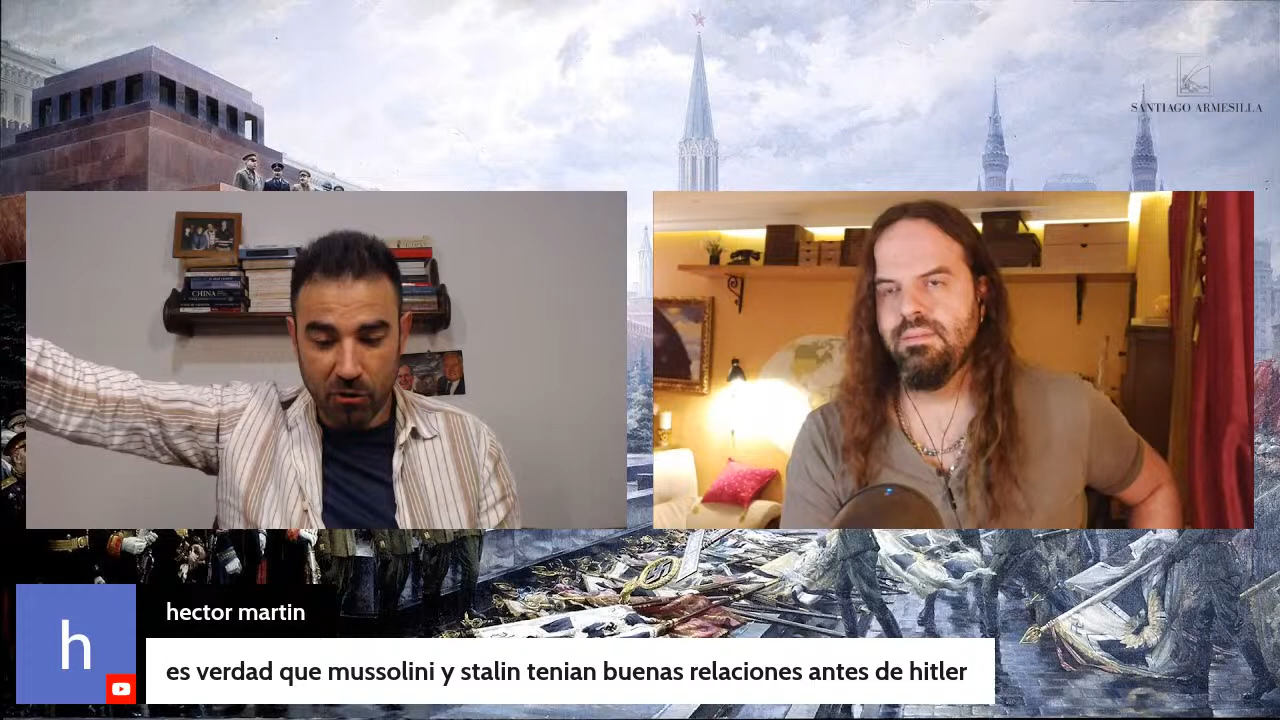 SANTIAGO ARMESILLA
CHINA
hector martin
h
es verdad que mussolini y stalin tenian buenas relaciones antes de hitler